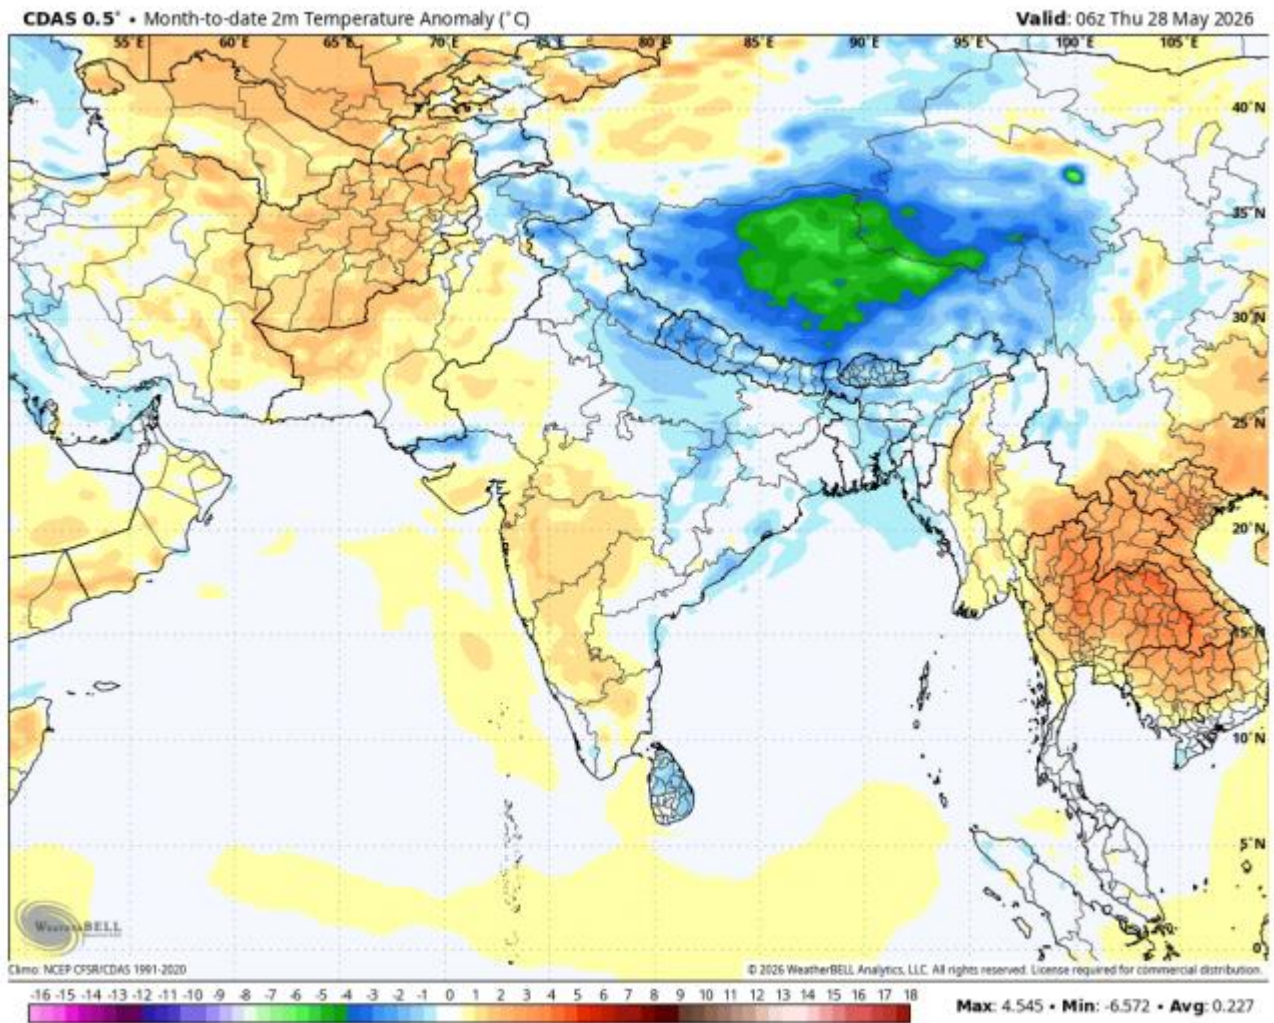 CDAS 0.5° • Month-to-date 2m Temperature Anomaly (°C)
Valid: 06z Thu 28 May 2026
55°E 60°E 65°E 70°E 75°E 80°E 85°E 90°E 95°E 100°E 105°E
40°N
35°N
30°N
25°N
20°N
15°N
10°N
5°N
0
WeatherBELL
Climo: NCEP CFSR/CDAS 1991-2020
© 2026 WeatherBELL Analytics, LLC. All rights reserved. License required for commercial distribution.
-16 -15 -14 -13 -12 -11 -10 -9 -8 -7 -6 -5 -4 -3 -2 -1 0 1 2 3 4 5 6 7 8 9 10 11 12 13 14 15 16 17 18
Max: 4.545 • Min: -6.572 • Avg: 0.227